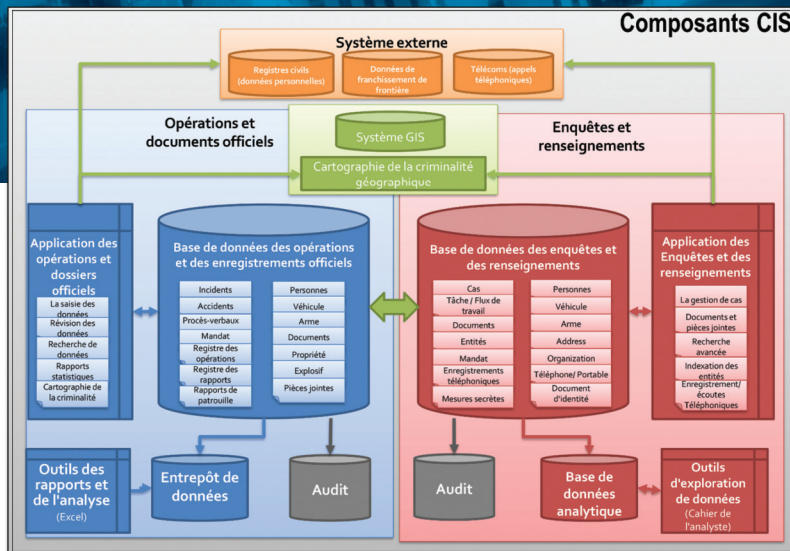 Composants CIS
Système externe
Registres civils
(données personnelles)
Données de
franchissement de
frontière
Télécoms (appels
téléphoniques)
Opérations et
documents officiels
Système GIS
Cartographie de la criminalité
géographique
Enquêtes et
renseignements
Application des
opérations et
dossiers
officiels
La saisie des
données
Révision des
données
Recherche de
données
Rapports
statistiques
Cartographie de
la criminalité
Base de données des opérations
et des enregistrements officiels
Incidents
Accidents
Procès-verbaux
Mandat
Registre des
opérations
Registre des
rapports
Rapports de
patrouille
Personnes
Véhicule
Arme
Documents
Propriété
Explosif
Pièces jointes
Base de données des enquêtes et
des renseignements
Cas
Tâche / Flux de
travail
Documents
Entités
Mandat
Enregistrements
téléphoniques
Mesures secrètes
Personnes
Véhicule
Arme
Address
Organization
Téléphone/ Portable
Document
d'identité
Application des
Enquêtes et des
renseignements
La gestion de cas
Documents et
pièces jointes
Recherche
avancée
Indexation des
entités
Enregistrement/
écoutes
Téléphoniques
Outils des
rapports et
de l'analyse
(Excel)
Entrepôt de
données
Audit
Audit
Base de
données
analytique
Outils
d'exploration
de données
(Cahier de
l'analyste)